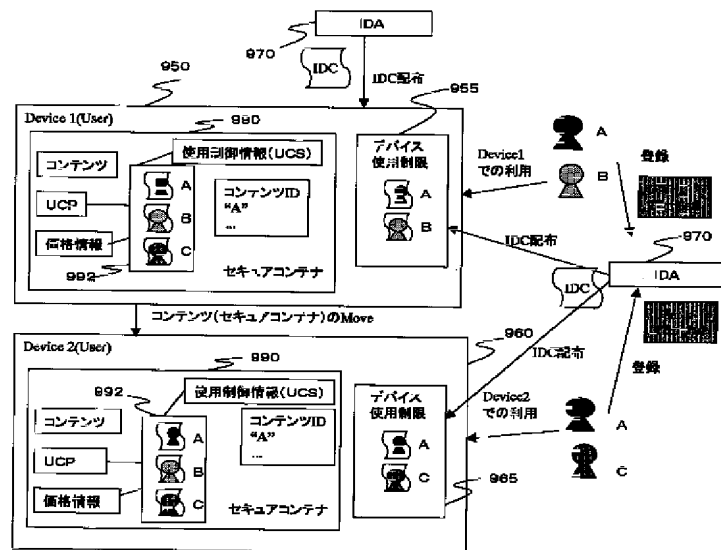 IDA
970
IDC
IDC配布
950
955
Device 1(User)
990
使用制御情報(UCS)
コンテンツ
UCP
価格情報
992
A
B
C
コンテンツID
"A"
...
セキュアコンテナ
デバイス
使用制限
A
B
Device1
での利用
A
B
登録
970
IDC配布
IDC
IDA
コンテンツ(セキュアコンテナ)のMove
Device 2(User)
990
960
992
使用制御情報(UCS)
コンテンツ
UCP
価格情報
A
B
C
コンテンツID
"A"
...
セキュアコンテナ
デバイス
使用制限
A
C
IDC配布
登録
Device2
での利用
A
C
965